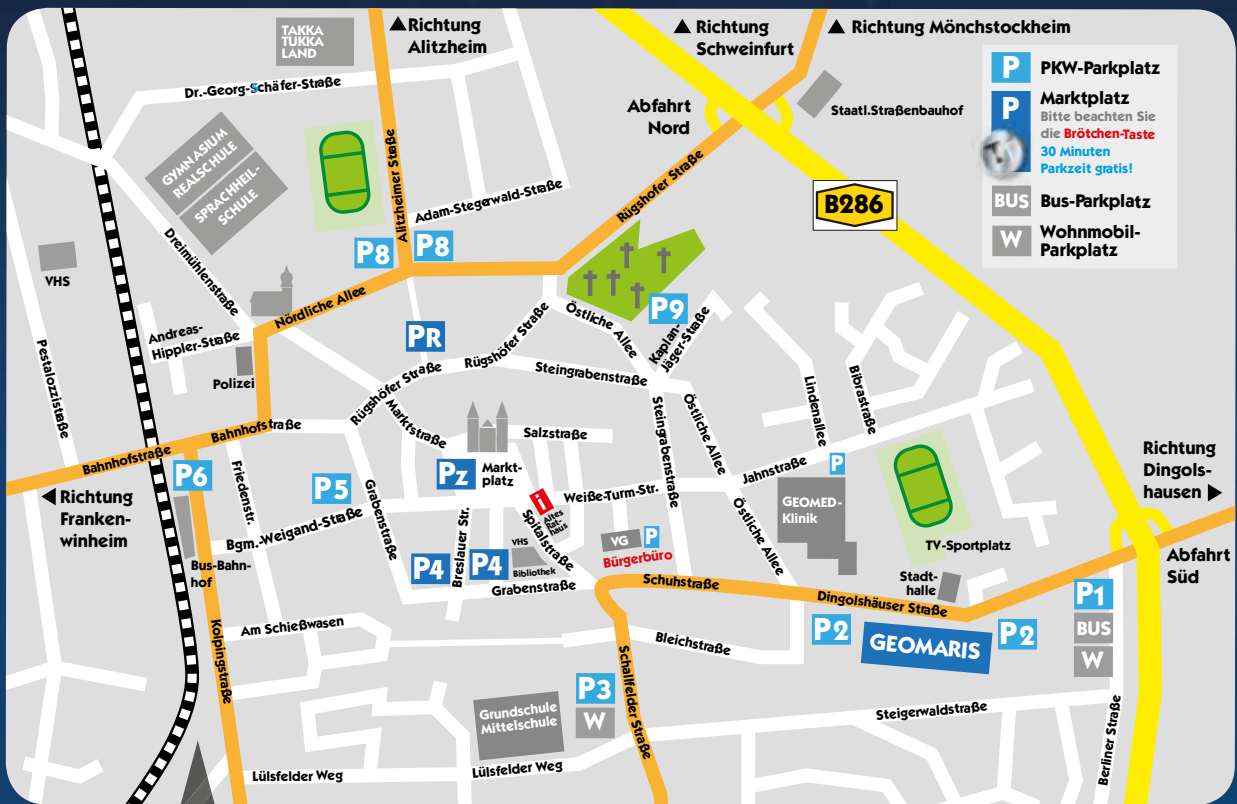 TAKKA
TUKKA
LAND
Richtung
Alitzheim
Richtung
Schweinfurt
Richtung Mönchstockheim
P PKW-Parkplatz
P Marktplatz
Bitte beachten Sie
die Brötchen-Taste
30 Minuten
Parkzeit gratis!
BUS Bus-Parkplatz
W Wohnmobil-
Parkplatz
Dr.-Georg-Schäfer-Straße
Abfahrt
Nord
Staatl.Straßenbauhof
GYMNASIUM
REALSCHULE
SPRACHHEIL-
SCHULE
Alitzheimer Straße
Adam-Stegerwald-Straße
Rügshofer Straße
B286
P8
P8
Dreimühlenstraße
VHS
Nördliche Allee
Andreas-
Hippler-Straße
Polizei
Pestalozzistraße
PR
P9
Östliche Allee
Kaplan-
Jäger-Straße
Rügshöfer Straße
Rügshöfer Straße
Steingrabenstraße
Marktstraße
Steingrabenstraße
Östliche Allee
Lindenallee
Bibrastraße
Bahnhofstraße
Bahnhofstraße
Salzstraße
Richtung
Franken-
winheim
P6
Friedenstr.
P5
Grabenstraße
Pz
Markt-
platz
i
Altes
Rat-
haus
Weiße-Turm-Str.
Jahnstraße
P
GEOMED-
Klinik
Östliche Allee
Richtung
Dingols-
hausen
Bgm.-Weigand-Straße
Bus-Bahn-
hof
Breslauer Str.
Spitalstraße
P4
P4
VHS
Bibliothek
VG
P
Bürgerbüro
Grabenstraße
Schuhstraße
Dingolshäuser Straße
TV-Sportplatz
Stadt-
halle
Abfahrt
Süd
P1
BUS
W
P2
GEOMARIS
P2
Am Schießwasen
Kolpingstraße
Bleichstraße
Schallfelder Straße
P3
W
Grundschule
Mittelschule
Steigerwaldstraße
Berliner Straße
Lülsfelder Weg
Lülsfelder Weg